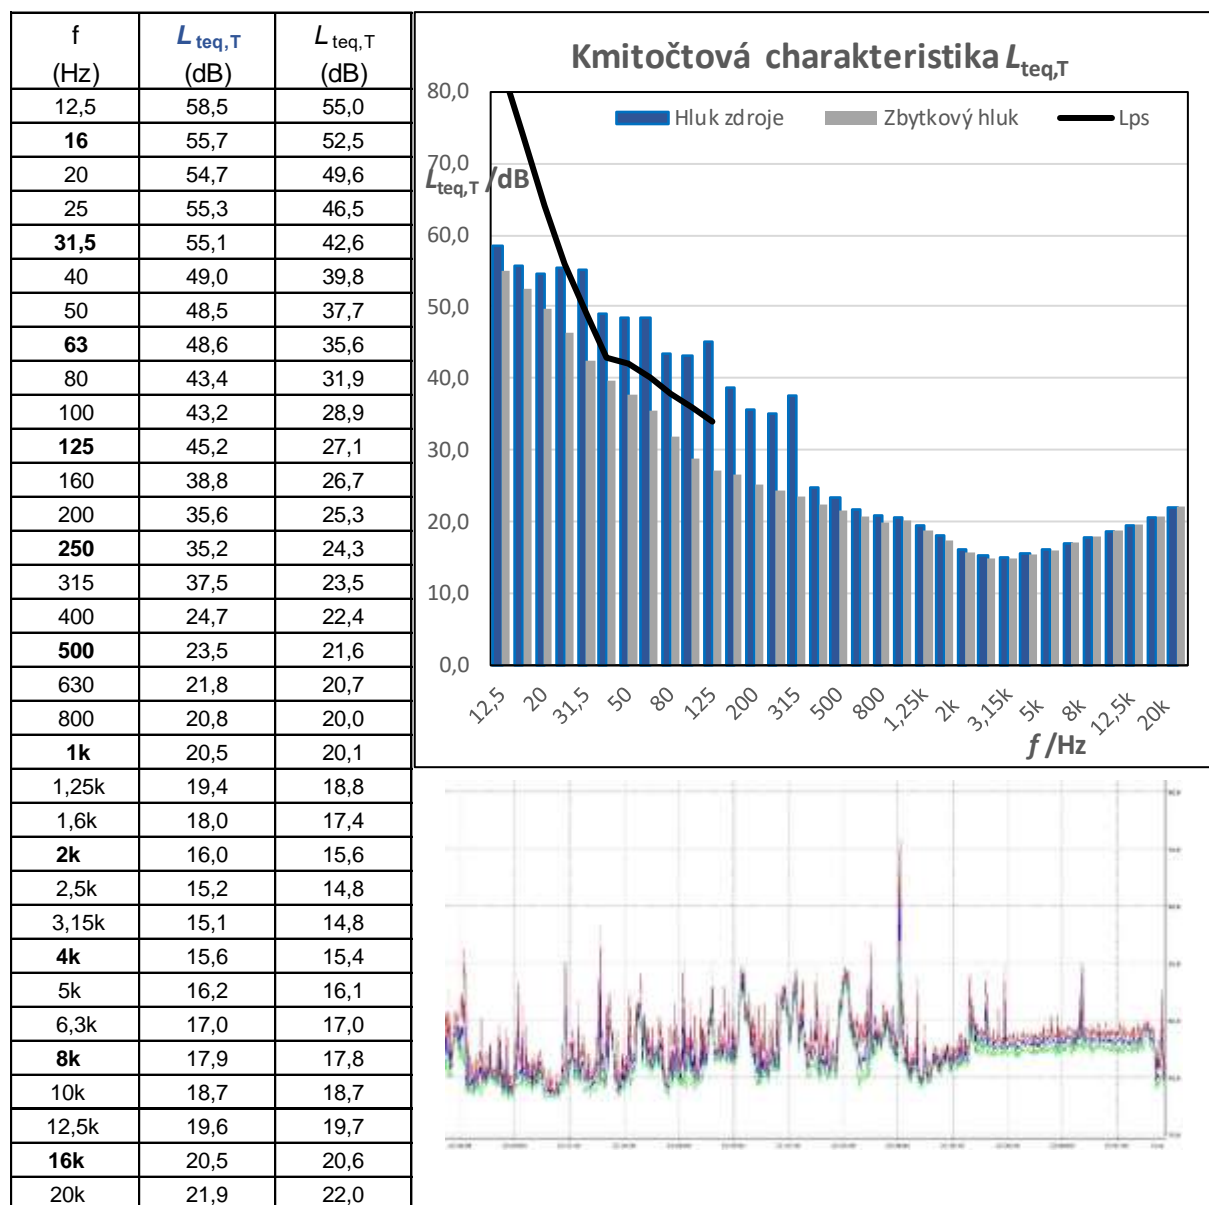 f L teq,T L teq,T
(Hz) (dB) (dB)
12,5 58,5 55,0
16 55,7 52,5
20 54,7 49,6
25 55,3 46,5
31,5 55,1 42,6
40 49,0 39,8
50 48,5 37,7
63 48,6 35,6
80 43,4 31,9
100 43,2 28,9
125 45,2 27,1
160 38,8 26,7
200 35,6 25,3
250 35,2 24,3
315 37,5 23,5
400 24,7 22,4
500 23,5 21,6
630 21,8 20,7
800 20,8 20,0
1k 20,5 20,1
1,25k 19,4 18,8
1,6k 18,0 17,4
2k 16,0 15,6
2,5k 15,2 14,8
3,15k 15,1 14,8
4k 15,6 15,4
5k 16,2 16,1
6,3k 17,0 17,0
8k 17,9 17,8
10k 18,7 18,7
12,5k 19,6 19,7
16k 20,5 20,6
20k 21,9 22,0
Kmitočtová charakteristika L teq,T
Hluk zdroje Zbytkový hluk Lps
L teq,T /dB
80,0
70,0
60,0
50,0
40,0
30,0
20,0
10,0
0,0
12,5 20 31,5 50 80 125 200 315 500 800 1,25k 2k 3,15k 5k 8k 12,5k 20k
f /Hz